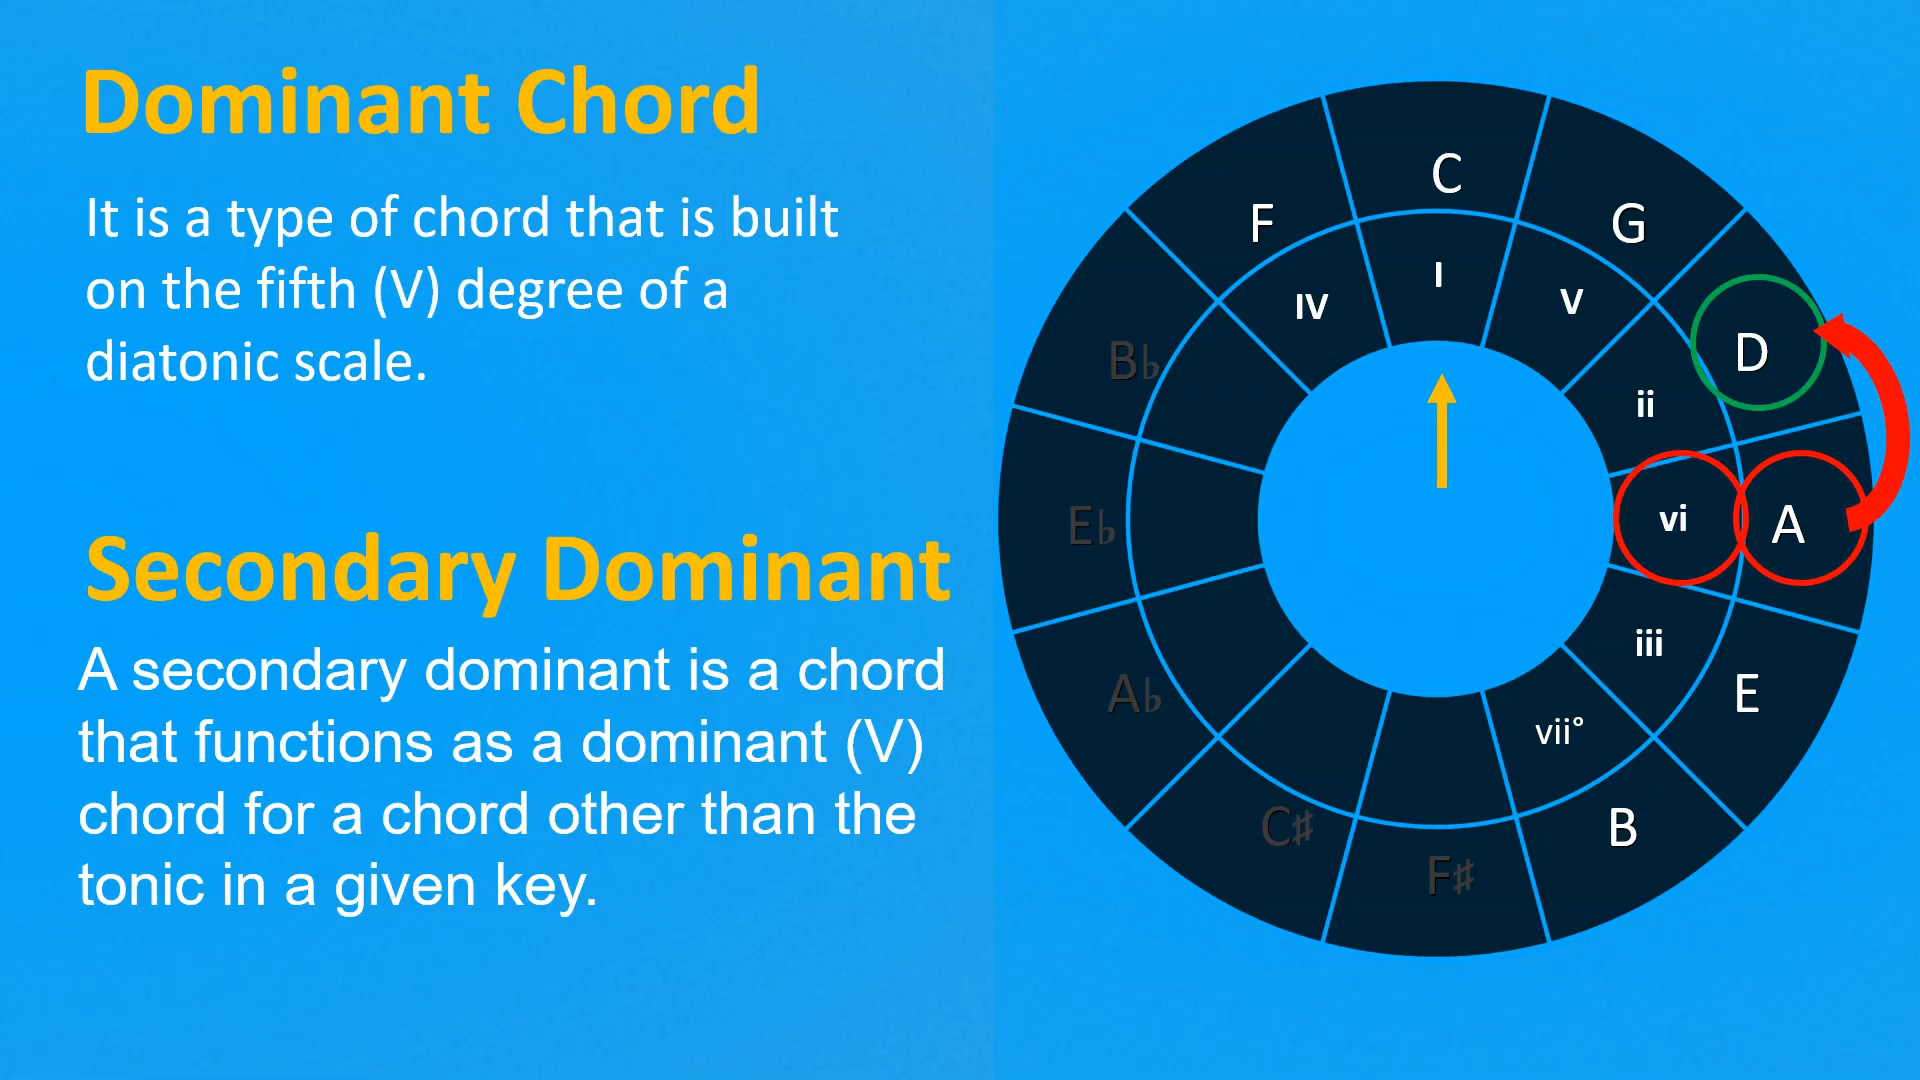 Dominant Chord
It is a type of chord that is built
on the fifth (V) degree of a
diatonic scale.
Secondary Dominant
A secondary dominant is a chord
that functions as a dominant (V)
chord for a chord other than the
tonic in a given key.
C
G
D
A
E
B
F♯
C♯
A♭
E♭
B♭
F
I
V
ii
vi
iii
vii°
IV